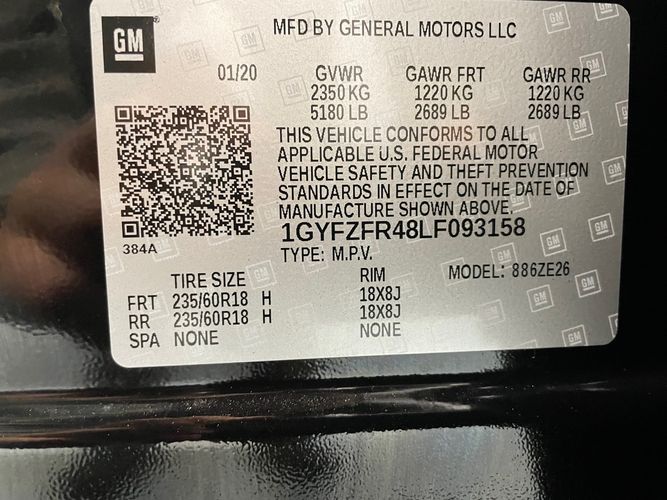 GM
MFD BY GENERAL MOTORS LLC
01/20 GVWR GAWR FRT GAWR RR
2350 KG 1220 KG 1220 KG
5180 LB 2689 LB 2689 LB
THIS VEHICLE CONFORMS TO ALL
APPLICABLE U.S. FEDERAL MOTOR
VEHICLE SAFETY AND THEFT PREVENTION
STANDARDS IN EFFECT ON THE DATE OF
MANUFACTURE SHOWN ABOVE.
384A
1GYFZFR48LF093158
TYPE: M.P.V. MODEL: 886ZE26
TIRE SIZE RIM
FRT 235/60R18 H 18X8J
RR 235/60R18 H 18X8J
SPA NONE NONE